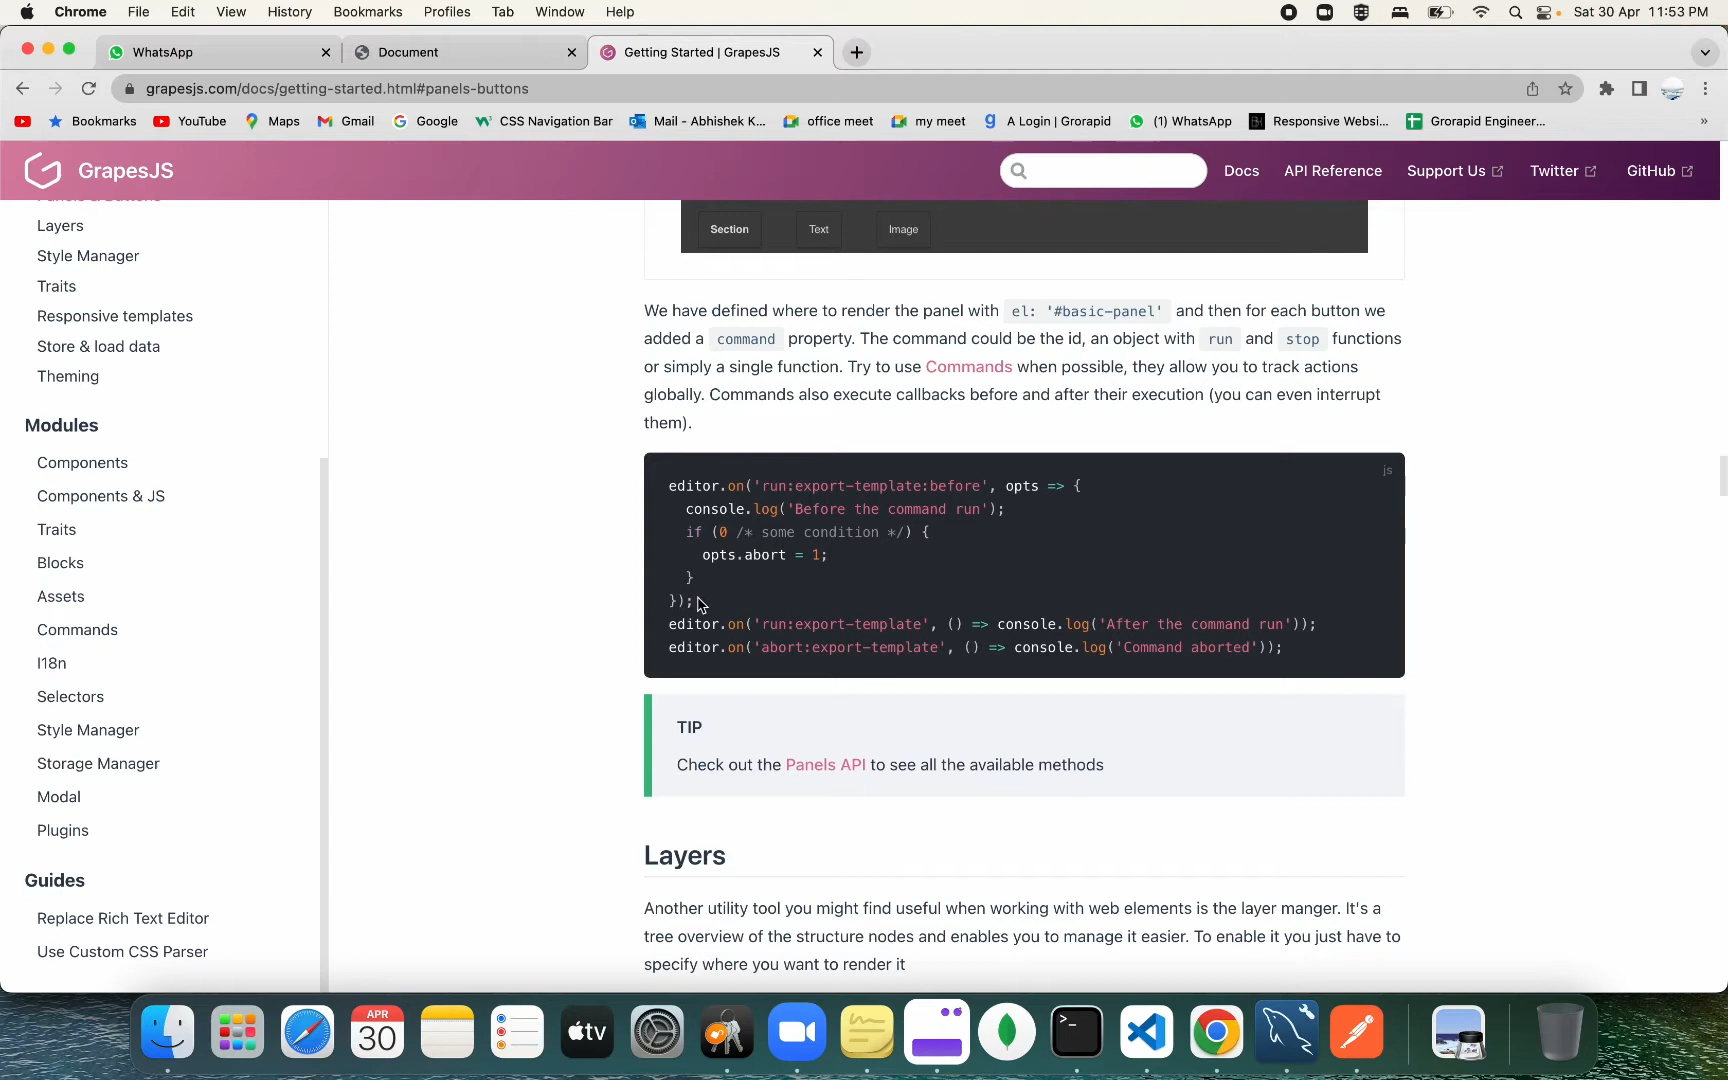 Chrome File Edit View History Bookmarks Profiles Tab Window Help Sat 30 Apr 11:53 PM
WhatsApp Document Getting Started | GrapesJS
grapesjs.com/docs/getting-started.html#panels-buttons
Bookmarks YouTube Maps Gmail Google CSS Navigation Bar Mail - Abhishek K... office meet my meet A Login | Grorapid (1) WhatsApp Responsive Websi... Grorapid Engineer... »
GrapesJS Docs API Reference Support Us Twitter GitHub
Panels & Buttons
Layers
Style Manager
Traits
Responsive templates
Store & load data
Theming
Modules
Components
Components & JS
Traits
Blocks
Assets
Commands
I18n
Selectors
Style Manager
Storage Manager
Modal
Plugins
Guides
Replace Rich Text Editor
Use Custom CSS Parser
Section Text Image
We have defined where to render the panel with el: '#basic-panel' and then for each button we
added a command property. The command could be the id, an object with run and stop functions
or simply a single function. Try to use Commands when possible, they allow you to track actions
globally. Commands also execute callbacks before and after their execution (you can even interrupt
them).
js
editor.on('run:export-template:before', opts => {
console.log('Before the command run');
if (0 /* some condition */) {
opts.abort = 1;
}
});
editor.on('run:export-template', () => console.log('After the command run'));
editor.on('abort:export-template', () => console.log('Command aborted'));
TIP
Check out the Panels API to see all the available methods
Layers
Another utility tool you might find useful when working with web elements is the layer manger. It's a
tree overview of the structure nodes and enables you to manage it easier. To enable it you just have to
specify where you want to render it
APR
30
tv
>_